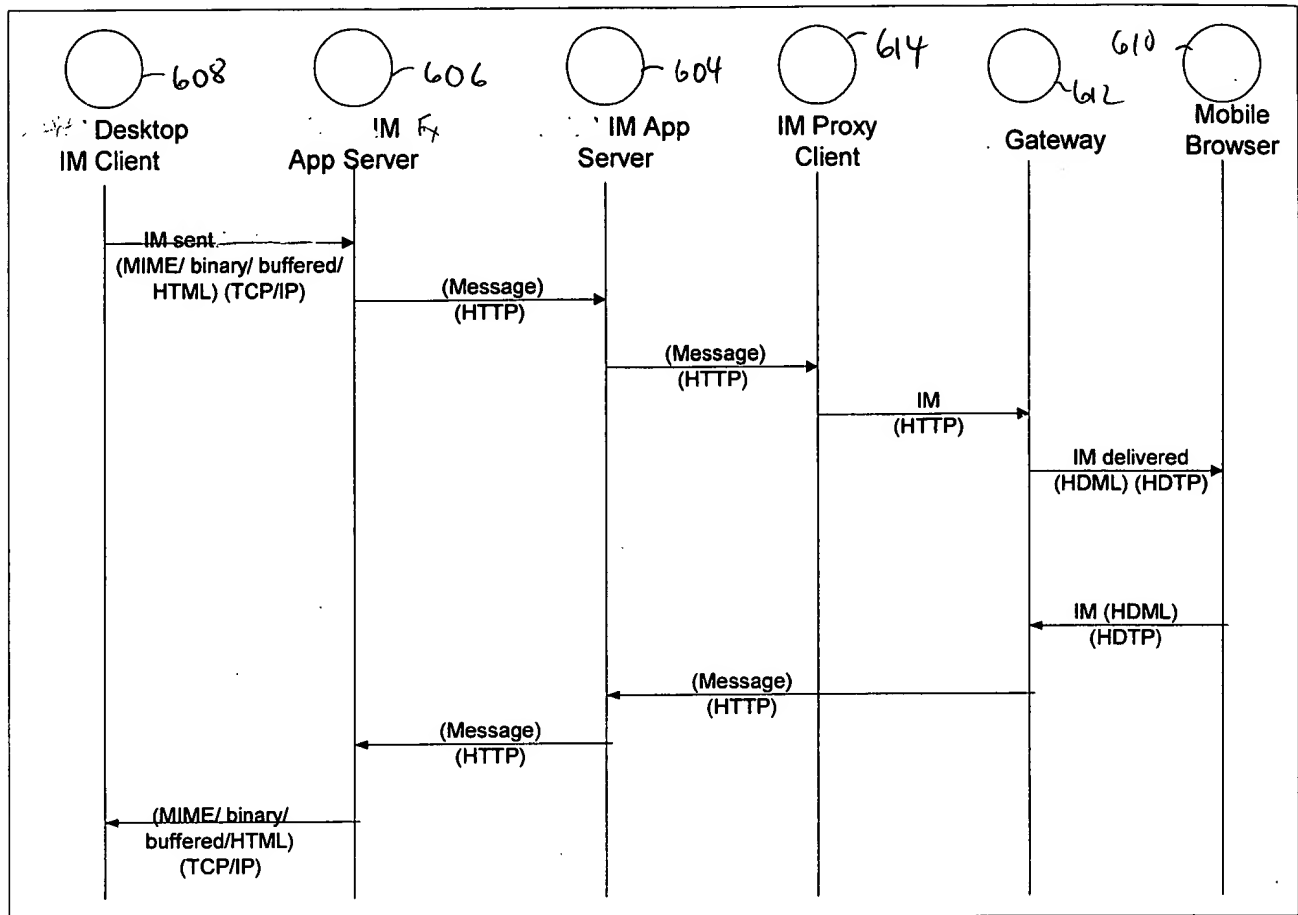 608
606
604
614
612
610
Desktop
IM Client
IM Fx
App Server
IM App
Server
IM Proxy
Client
Gateway
Mobile
Browser
IM sent
(MIME/ binary/ buffered/
HTML) (TCP/IP)
(Message)
(HTTP)
(Message)
(HTTP)
IM
(HTTP)
IM delivered
(HDML) (HDTP)
IM (HDML)
(HDTP)
(Message)
(HTTP)
(Message)
(HTTP)
(MIME/ binary/
buffered/HTML)
(TCP/IP)